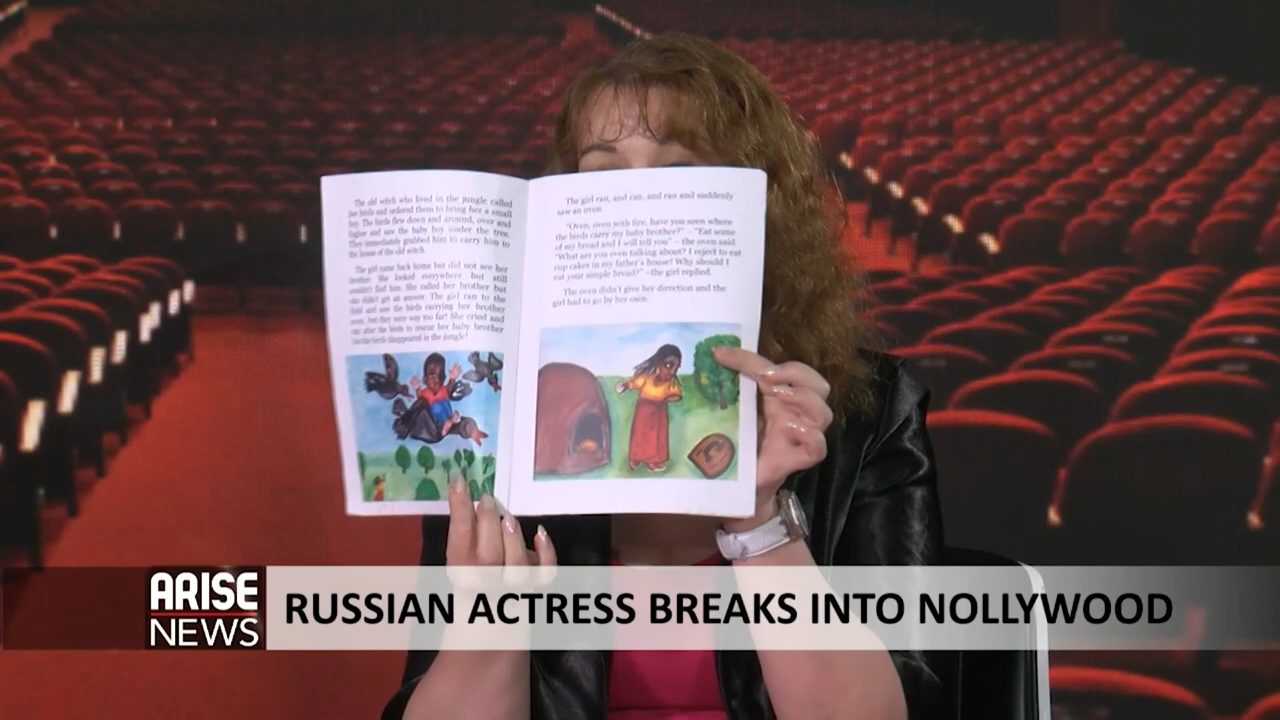 The old witch who lived in the jungle called
her birds and ordered them to bring her a small
boy. The birds flew down and around, over and
higher and saw the baby boy under the tree.
They immediately grabbed him to carry him to
the house of the old witch.
The girl came back home but did not see her
brother. She looked everywhere but still
couldn't find him. She called her brother but
she didn't get an answer. The girl ran to the
field and saw the birds carrying her brother
away, but they were way too far! She cried and
ran after the birds to rescue her baby brother
but the birds disappeared in the jungle!
The girl ran, and ran, and ran and suddenly
saw an oven.
"Oven, oven with fire, have you seen where
the birds carry my baby brother?" – "Eat some
of my bread and I will tell you" – the oven said.
"What are you even talking about? I reject to eat
cup cakes in my father's house! Why should I
eat your simple bread?" –the girl replied.
The oven didn't give her direction and the
girl had to go by her own.
ARISE
NEWS
RUSSIAN ACTRESS BREAKS INTO NOLLYWOOD